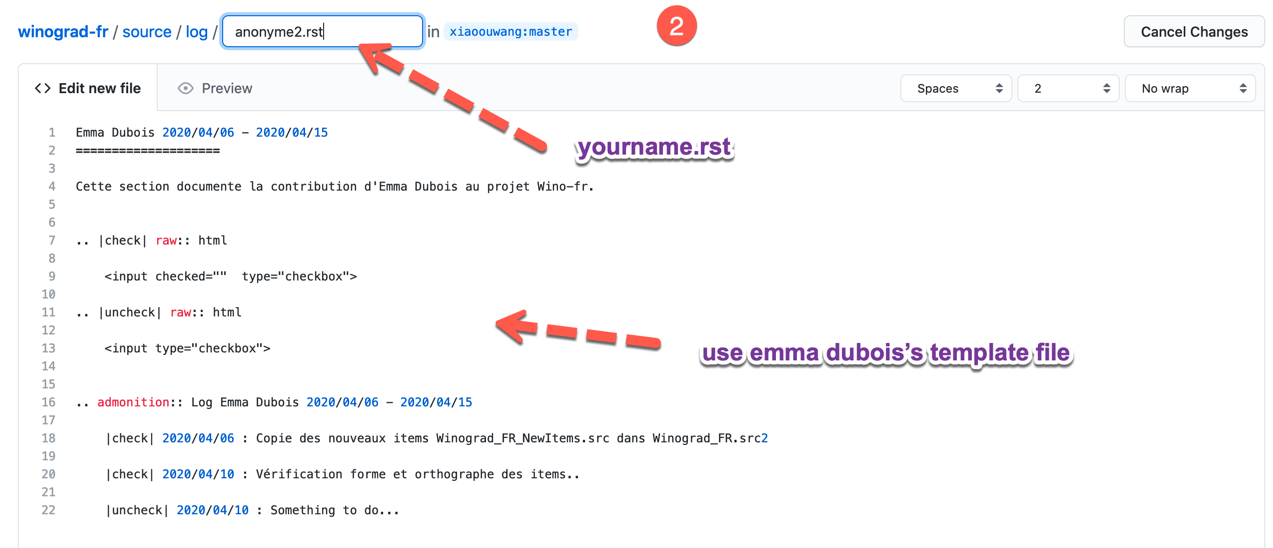 winograd-fr / source / log / anonyme2.rst in xiaoouwang:master 2 Cancel Changes
<> Edit new file Preview Spaces 2 No wrap
1 Emma Dubois 2020/04/06 - 2020/04/15
2 ====================
3
yourname.rst
4 Cette section documente la contribution d'Emma Dubois au projet Wino-fr.
5
6
7 .. |check| raw:: html
8
9 <input checked="" type="checkbox">
10
11 .. |uncheck| raw:: html
12
13 <input type="checkbox">
use emma dubois's template file
14
15
16 .. admonition:: Log Emma Dubois 2020/04/06 - 2020/04/15
17
18 |check| 2020/04/06 : Copie des nouveaux items Winograd_FR_NewItems.src dans Winograd_FR.src2
19
20 |check| 2020/04/10 : Vérification forme et orthographe des items..
21
22 |uncheck| 2020/04/10 : Something to do...